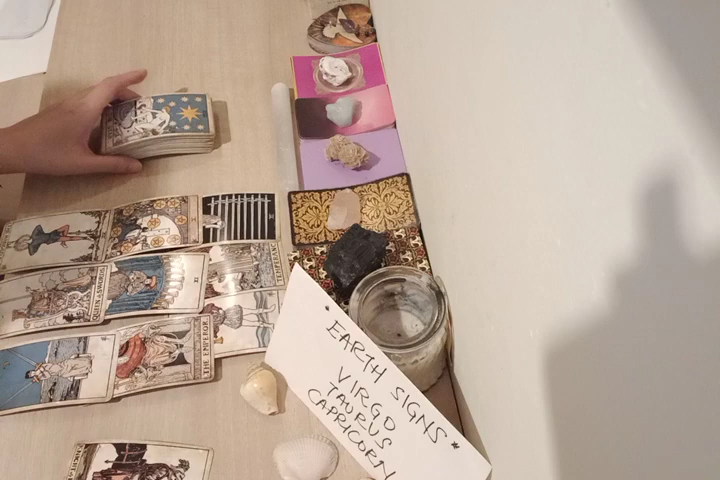 THE EMPEROR
* EARTH SIGNS *
VIRGO
TAURUS
CAPRICORN